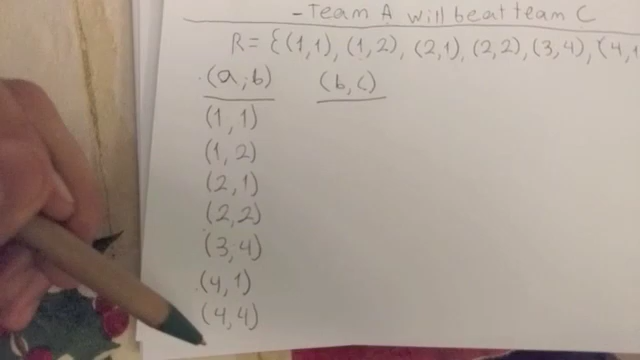 - Team A will beat team C
R = {(1,1), (1,2), (2,1), (2,2), (3,4), (4,1
(a,b) (b,c)
(1,1)
(1,2)
(2,1)
(2,2)
(3,4)
(4,1)
(4,4)